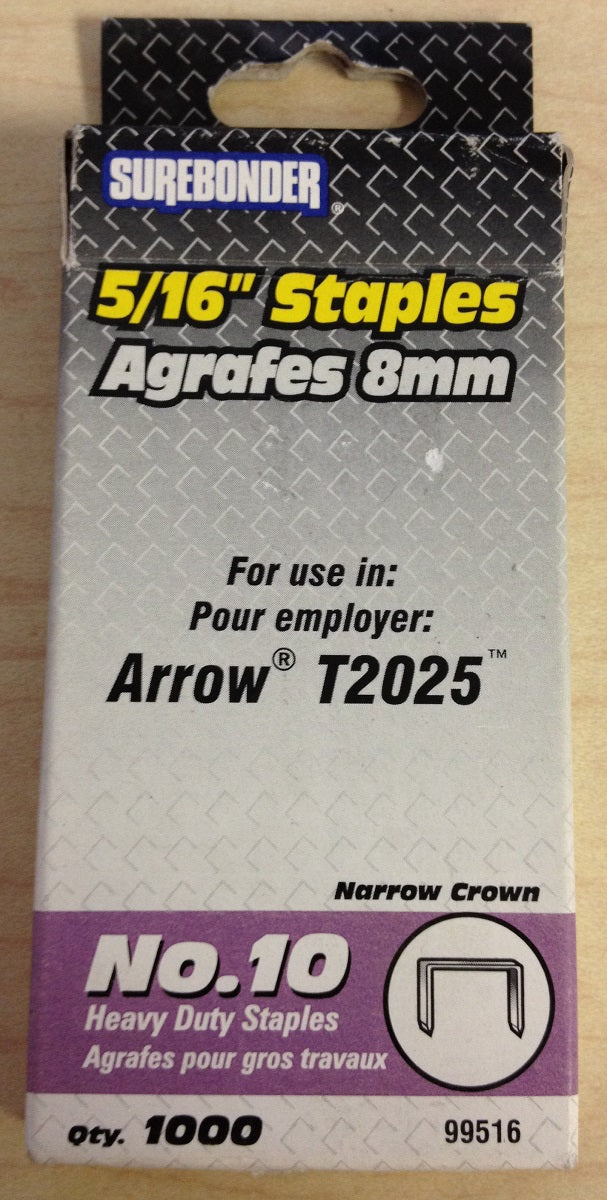 SUREBONDER®
5/16" Staples
Agrafes 8mm
For use in:
Pour employer:
Arrow® T2025™
Narrow Crown
No.10
Heavy Duty Staples
Agrafes pour gros travaux
Qty. 1000 99516